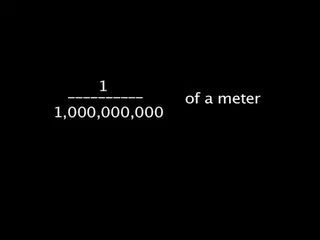 1
----------
1,000,000,000
of a meter